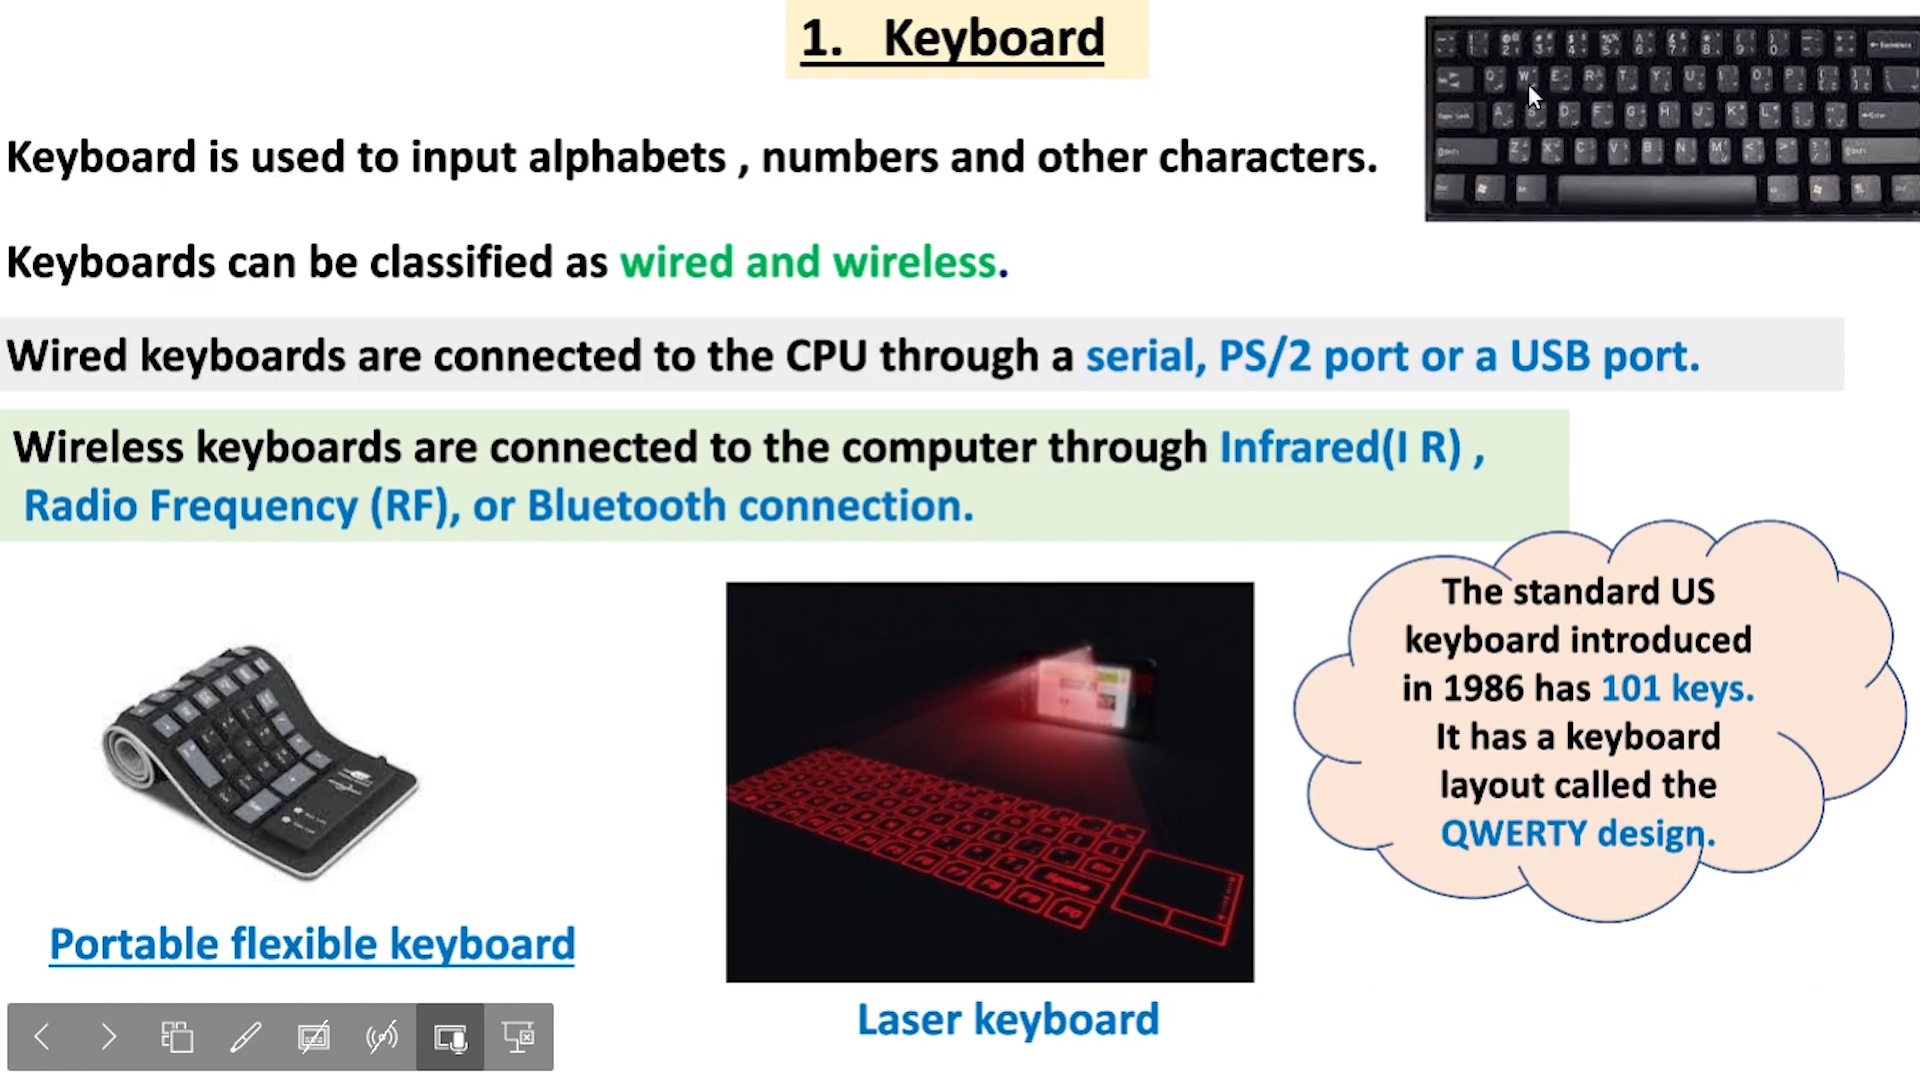 1. Keyboard
Keyboard is used to input alphabets , numbers and other characters.
Keyboards can be classified as wired and wireless.
Wired keyboards are connected to the CPU through a serial, PS/2 port or a USB port.
Wireless keyboards are connected to the computer through Infrared(I R) ,
Radio Frequency (RF), or Bluetooth connection.
The standard US
keyboard introduced
in 1986 has 101 keys.
It has a keyboard
layout called the
QWERTY design.
Portable flexible keyboard
Laser keyboard
Q W E R T Y U I O P
A S D F G H J K L
Z X C V B N M
Space